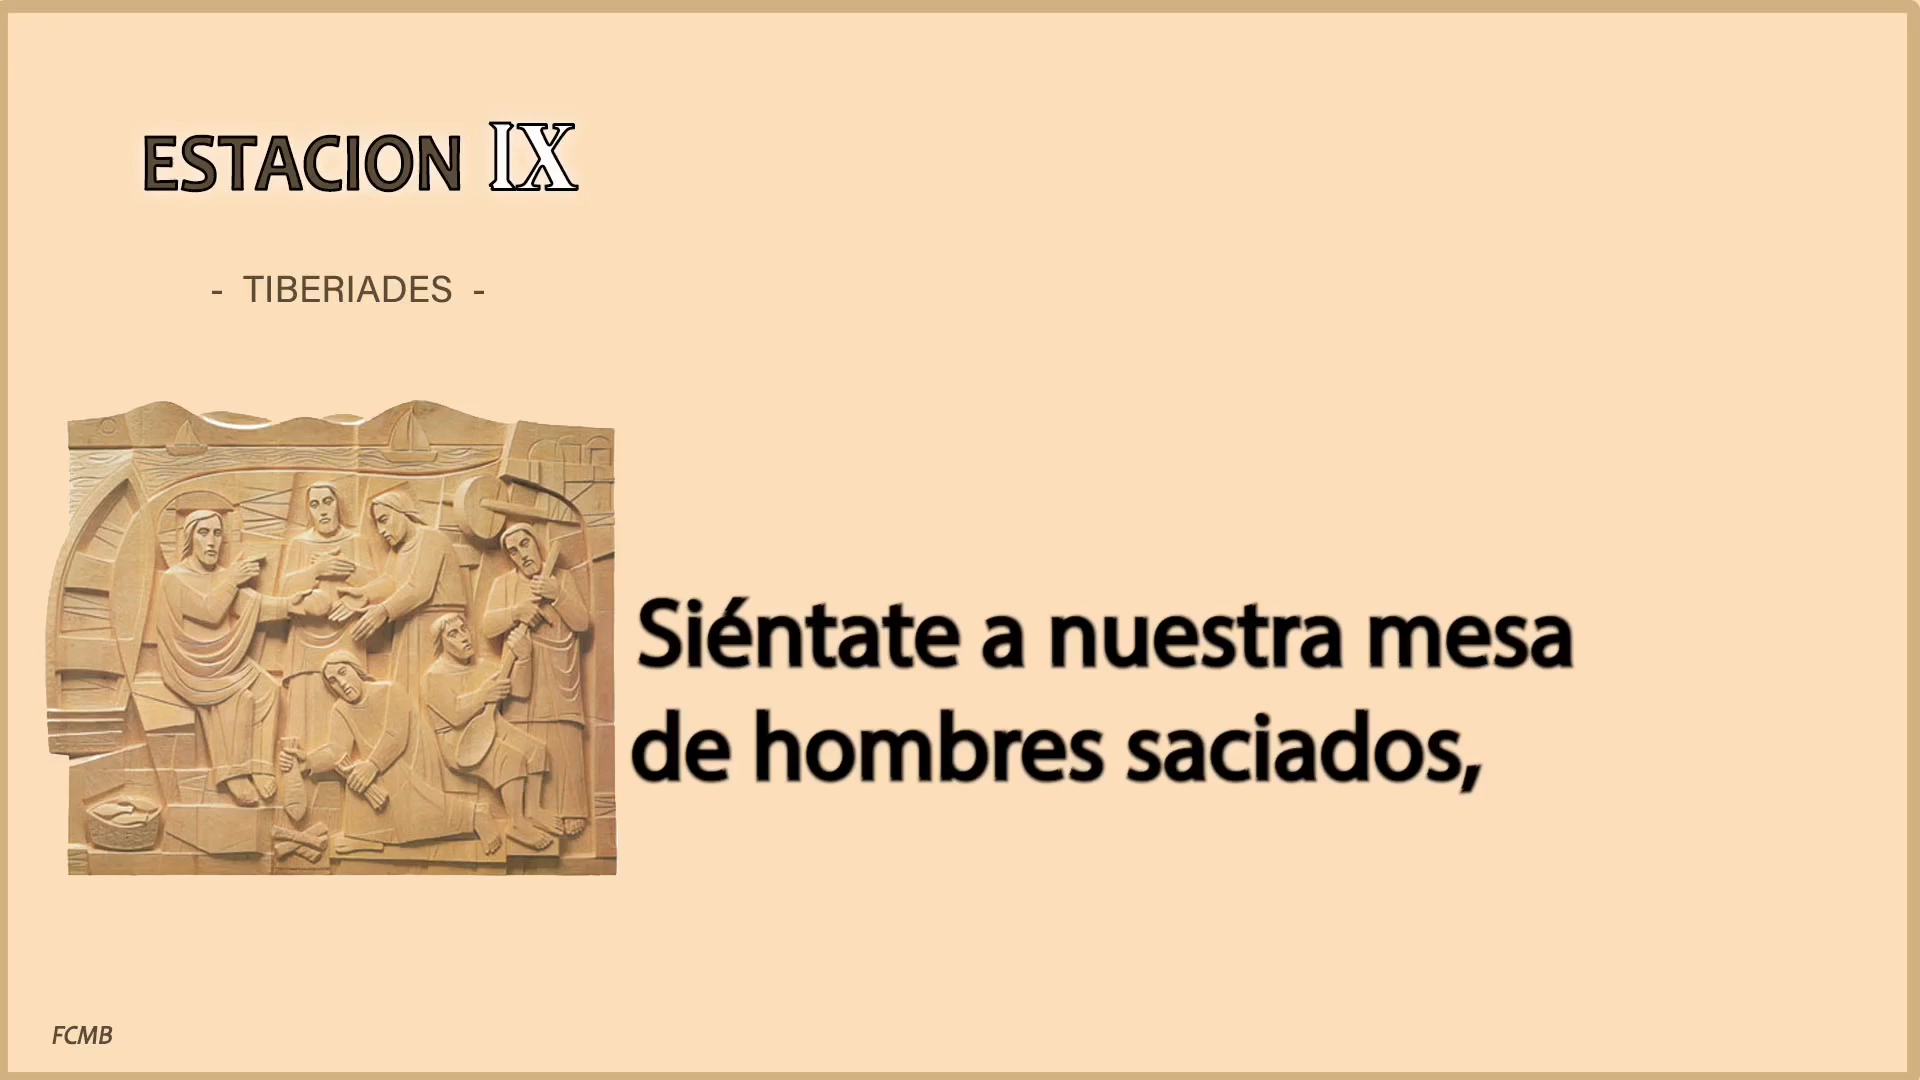 ESTACION IX
- TIBERIADES -
Siéntate a nuestra mesa
de hombres saciados,
FCMB